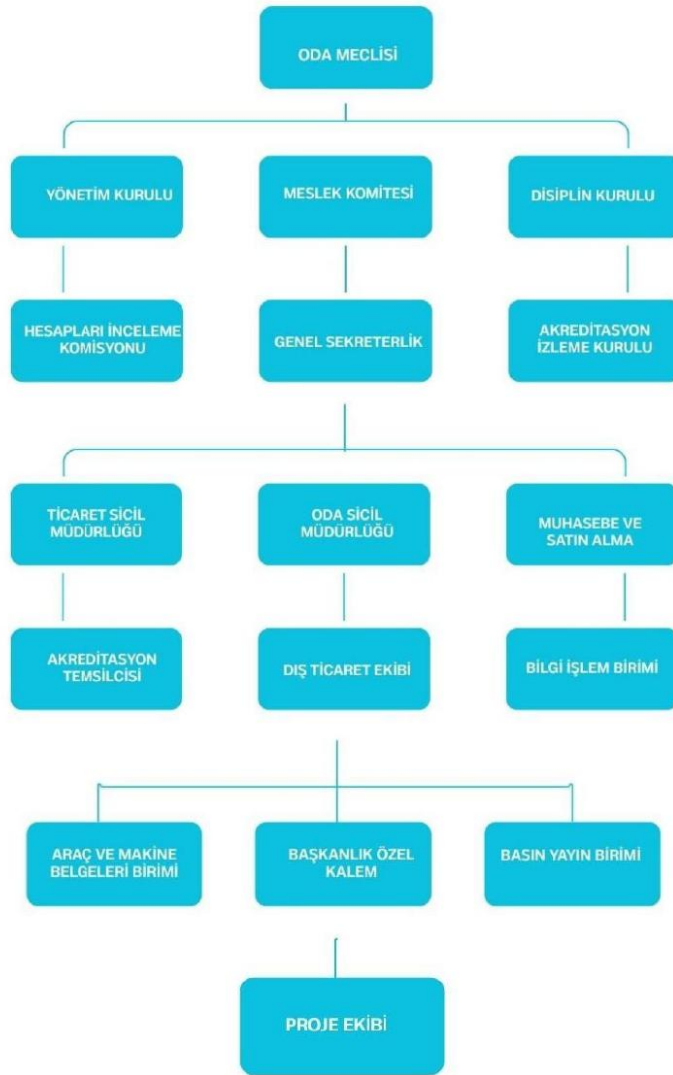 ODA MECLİSİ
YÖNETİM KURULU
MESLEK KOMİTESİ
DİSİPLİN KURULU
HESAPLARI İNCELEME
KOMİSYONU
GENEL SEKRETERLİK
AKREDİTASYON
İZLEME KURULU
TİCARET SİCİL
MÜDÜRLÜĞÜ
ODA SİCİL
MÜDÜRLÜĞÜ
MUHASEBE VE
SATIN ALMA
AKREDİTASYON
TEMSİLCİSİ
DIŞ TİCARET EKİBİ
BİLGİ İŞLEM BİRİMİ
ARAÇ VE MAKİNE
BELGELERİ BİRİMİ
BAŞKANLIK ÖZEL
KALEM
BASIN YAYIN BİRİMİ
PROJE EKİBİ